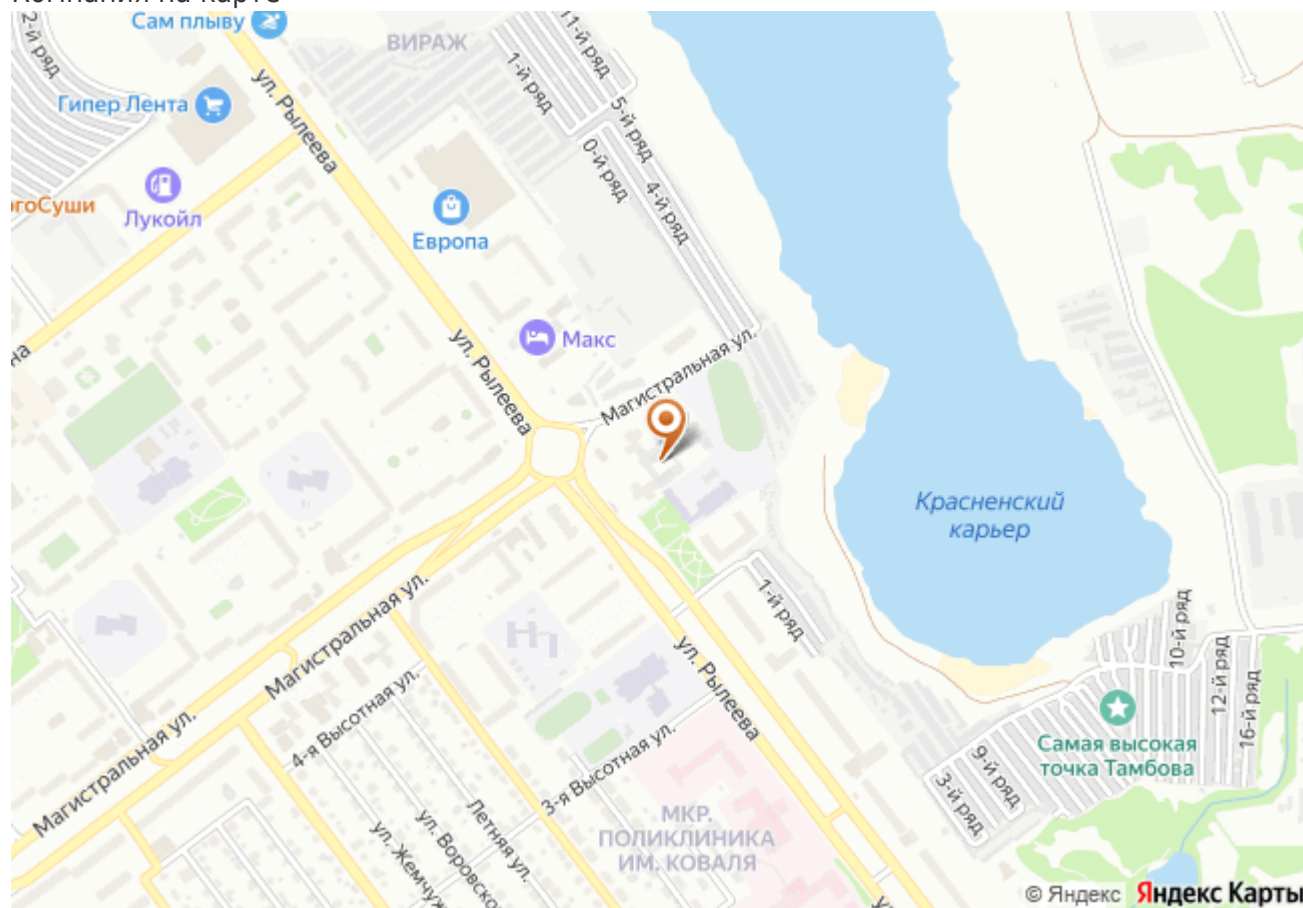 Компания на карте
Сам плыву
ВИРАЖ
2-й ряд
1-й ряд
11-й ряд
5-й ряд
Гипер Лента
ул. Рылеева
0-й ряд
4-й ряд
Лукойл
Европа
ул. Рылеева
Макс
Магистральная ул.
Красненский
карьер
1-й ряд
Магистральная ул.
ул. Рылеева
10-й ряд
12-й ряд
16-й ряд
4-я Высотная ул.
Магистральная ул.
3-я Высотная ул.
Самая высокая
точка Тамбова
9-й ряд
3-й ряд
Летняя ул.
МКР.
ПОЛИКЛИНИКА
ИМ. КОВАЛЯ
© Яндекс Яндекс Карты